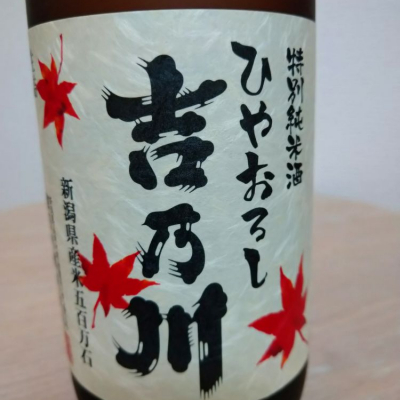 特別純米酒
ひやおろし
吉乃川
新潟県産米五百万石